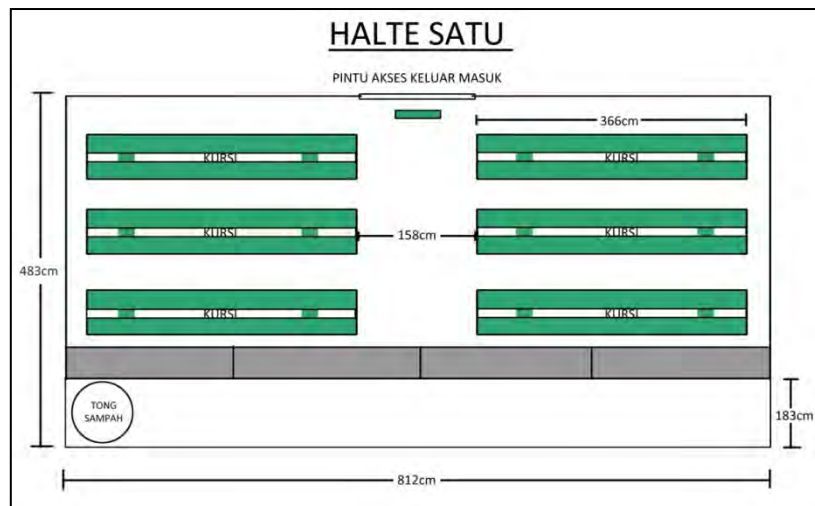 HALTE SATU
PINTU AKSES KELUAR MASUK
366cm
KURSI
KURSI
KURSI
158cm
KURSI
483cm
KURSI
KURSI
TONG
SAMPAH
183cm
812cm